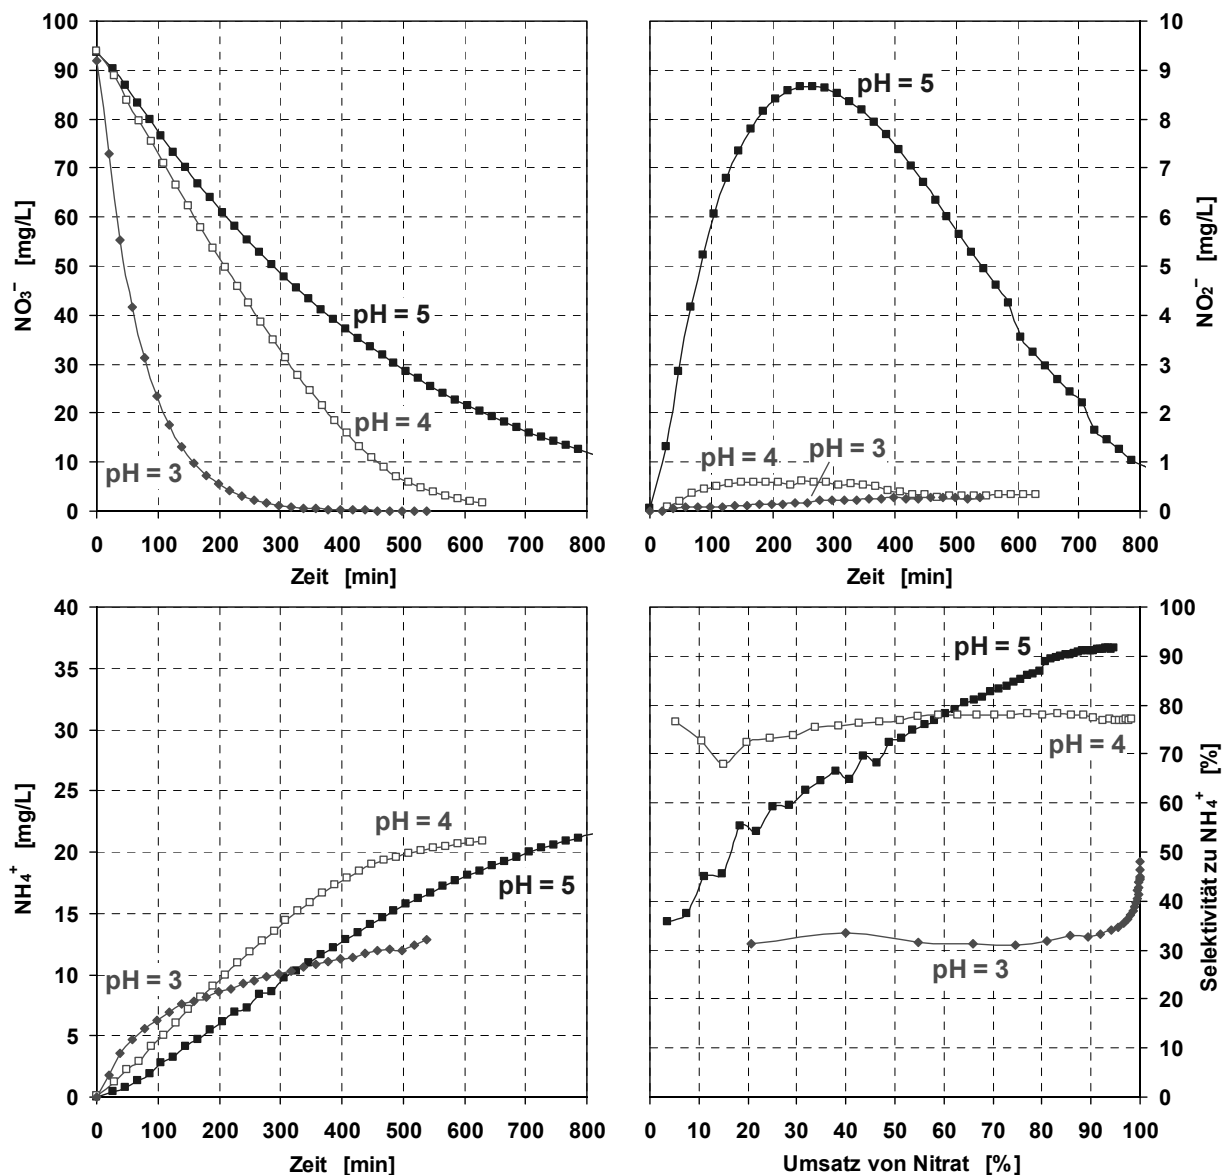 100
90
80
70
60
50
40
30
20
10
0
NO₃⁻ [mg/L]
pH = 5
pH = 4
pH = 3
0 100 200 300 400 500 600 700 800
Zeit [min]
10
9
8
7
6
5
4
3
2
1
0
NO₂⁻ [mg/L]
pH = 5
pH = 3
pH = 4
0 100 200 300 400 500 600 700 800
Zeit [min]
40
35
30
25
20
15
10
5
0
NH₄⁺ [mg/L]
pH = 4
pH = 5
pH = 3
0 100 200 300 400 500 600 700 800
Zeit [min]
100
90
80
70
60
50
40
30
20
10
0
Selektivität zu NH₄⁺ [%]
pH = 5
pH = 4
pH = 3
0 10 20 30 40 50 60 70 80 90 100
Umsatz von Nitrat [%]